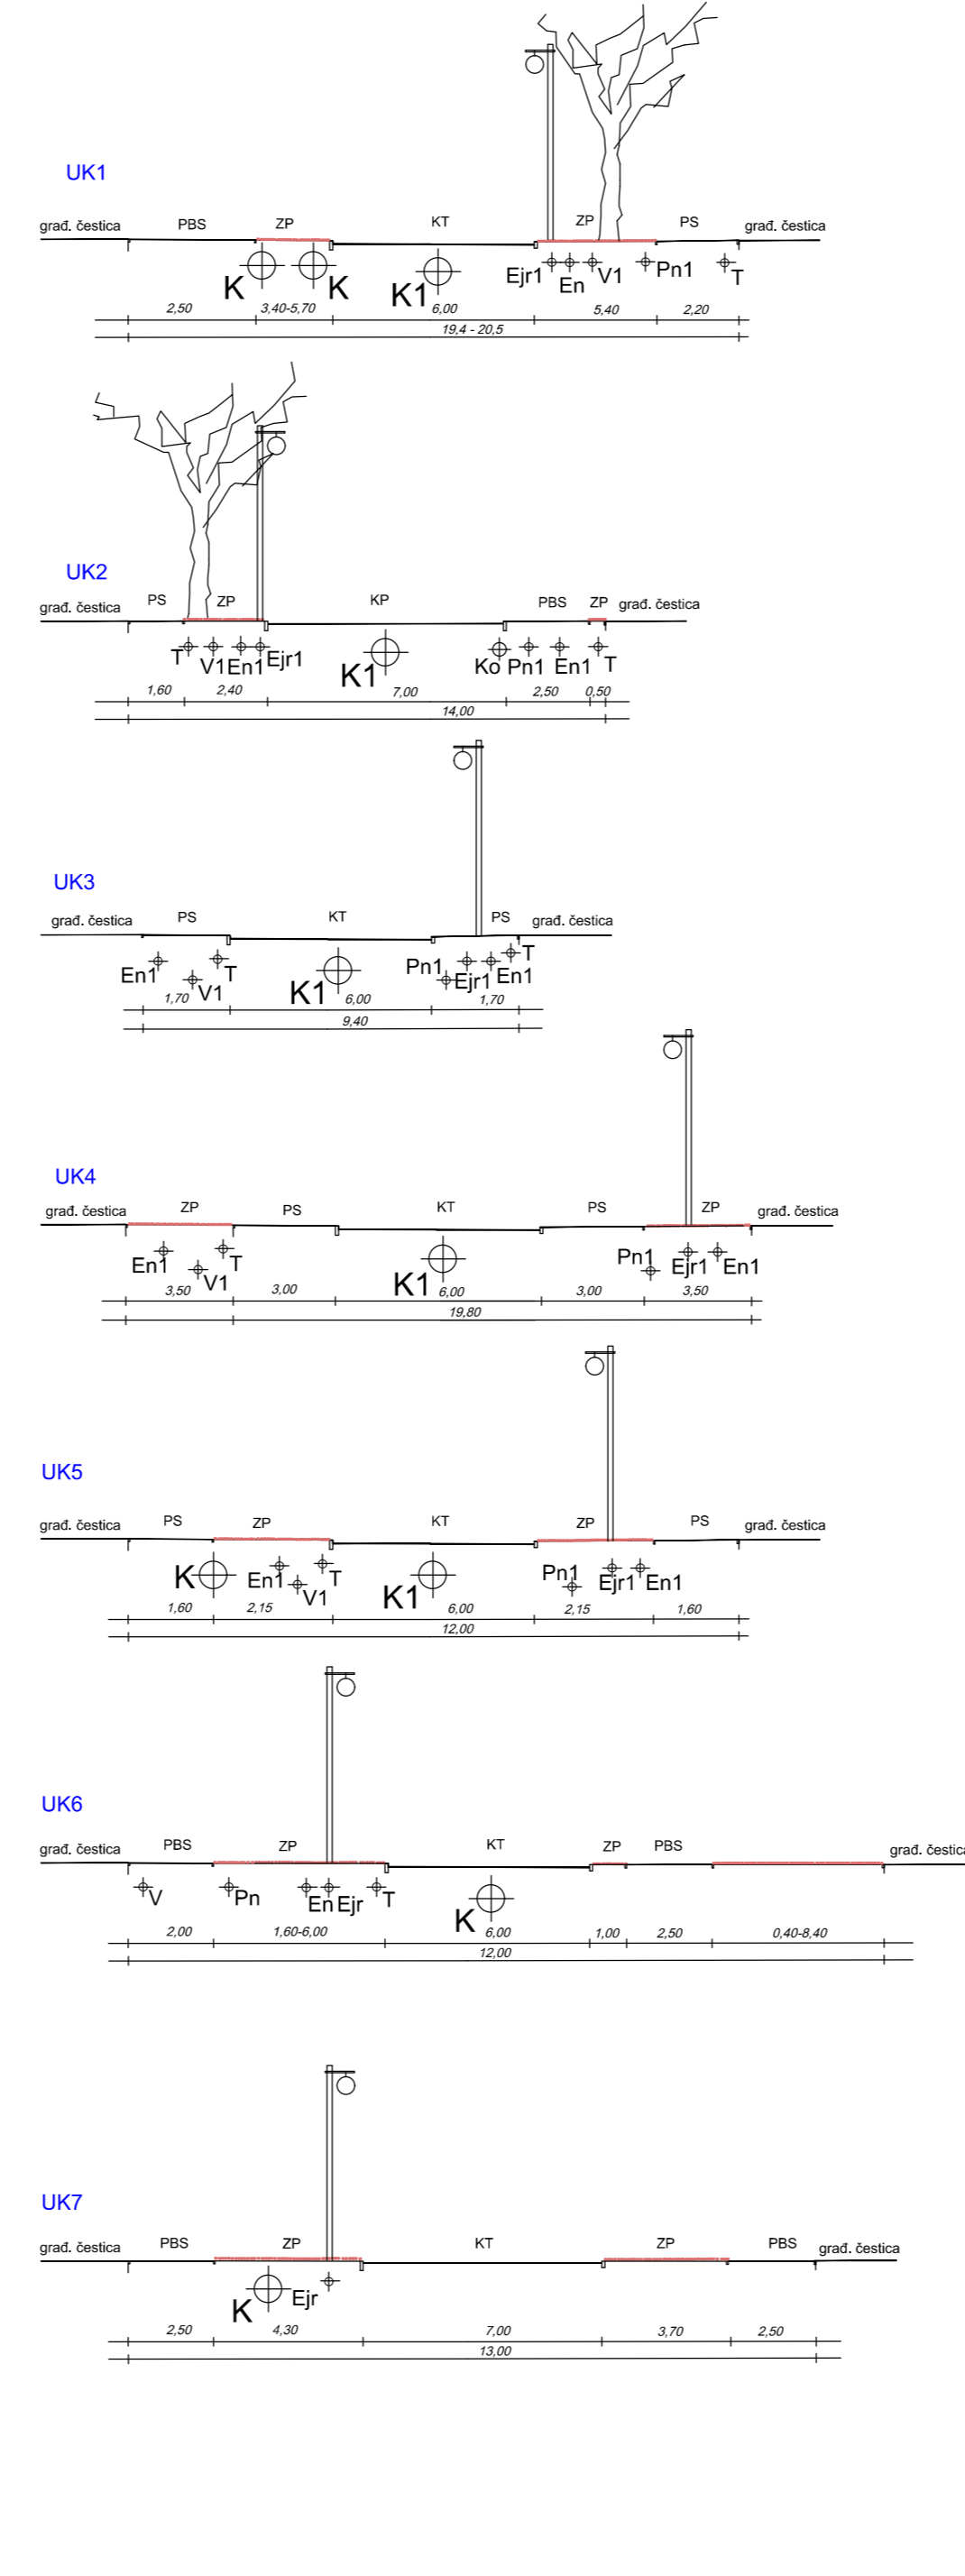 UK1
građ. čestica PBS ZP KT ZP PS građ. čestica
K K K1 Ejr1 En V1 Pn1 T
2,50 3,40-5,70 6,00 5,40 2,20
19,4 - 20,5
UK2
građ. čestica PS ZP KP PBS ZP građ. čestica
T V1 En1 Ejr1 K1 Ko Pn1 En1 T
1,60 2,40 7,00 2,50 0,50
14,00
UK3
građ. čestica PS KT PS građ. čestica
En1 V1 T K1 Pn1 Ejr1 En1 T
1,70 6,00 1,70
9,40
UK4
građ. čestica ZP PS KT PS ZP građ. čestica
En1 V1 T K1 Pn1 Ejr1 En1
3,50 3,00 6,00 3,00 3,50
19,80
UK5
građ. čestica PS ZP KT ZP PS građ. čestica
K En1 V1 T K1 Pn1 Ejr1 En1
1,60 2,15 6,00 2,15 1,60
12,00
UK6
građ. čestica PBS ZP KT ZP PBS građ. čestica
V Pn En Ejr T K
2,00 1,60-6,00 6,00 1,00 2,50 0,40-8,40
12,00
UK7
građ. čestica PBS ZP KT ZP PBS građ. čestica
K Ejr
2,50 4,30 7,00 3,70 2,50
13,00